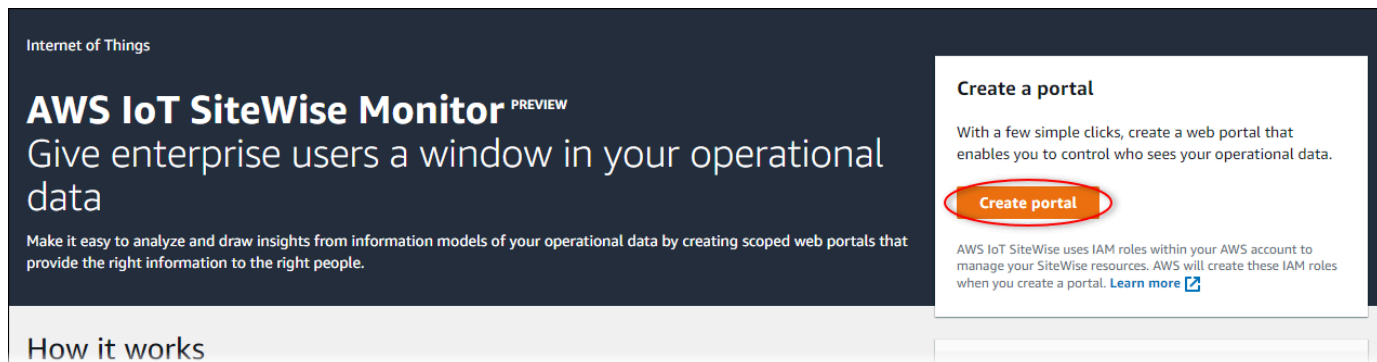 Internet of Things
AWS IoT SiteWise Monitor PREVIEW
Give enterprise users a window in your operational
data
Make it easy to analyze and draw insights from information models of your operational data by creating scoped web portals that
provide the right information to the right people.
Create a portal
With a few simple clicks, create a web portal that
enables you to control who sees your operational data.
Create portal
AWS IoT SiteWise uses IAM roles within your AWS account to
manage your SiteWise resources. AWS will create these IAM roles
when you create a portal. Learn more
How it works